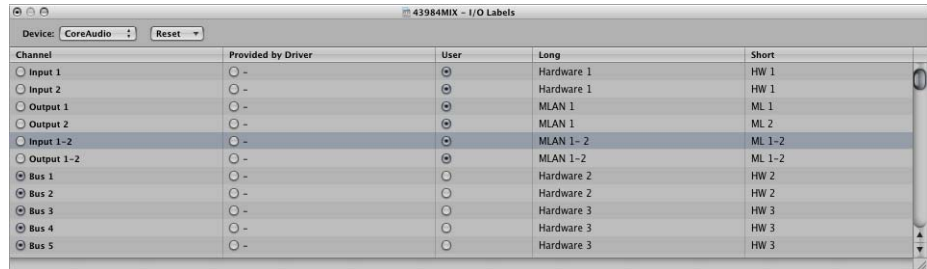 43984MIX – I/O Labels
Device: CoreAudio Reset
Channel Provided by Driver User Long Short
Input 1 – Hardware 1 HW 1
Input 2 – Hardware 1 HW 1
Output 1 – MLAN 1 ML 1
Output 2 – MLAN 1 ML 2
Input 1–2 – MLAN 1– 2 ML 1–2
Output 1–2 – MLAN 1–2 ML 1–2
Bus 1 – Hardware 2 HW 2
Bus 2 – Hardware 2 HW 2
Bus 3 – Hardware 3 HW 3
Bus 4 – Hardware 3 HW 3
Bus 5 – Hardware 3 HW 3